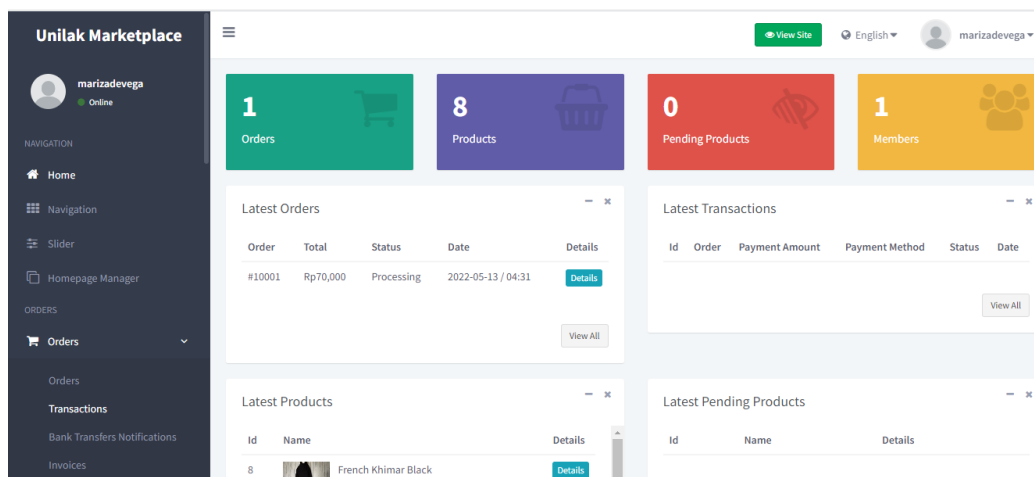 Unilak Marketplace
View Site
English
marizadevega
marizadevega
Online
NAVIGATION
Home
Navigation
Slider
Homepage Manager
ORDERS
Orders
Orders
Transactions
Bank Transfers Notifications
Invoices
1
Orders
8
Products
0
Pending Products
1
Members
Latest Orders
Order Total Status Date Details
#10001 Rp70,000 Processing 2022-05-13 / 04:31 Details
View All
Latest Transactions
Id Order Payment Amount Payment Method Status Date
View All
Latest Products
Id Name Details
8 French Khimar Black Details
Latest Pending Products
Id Name Details